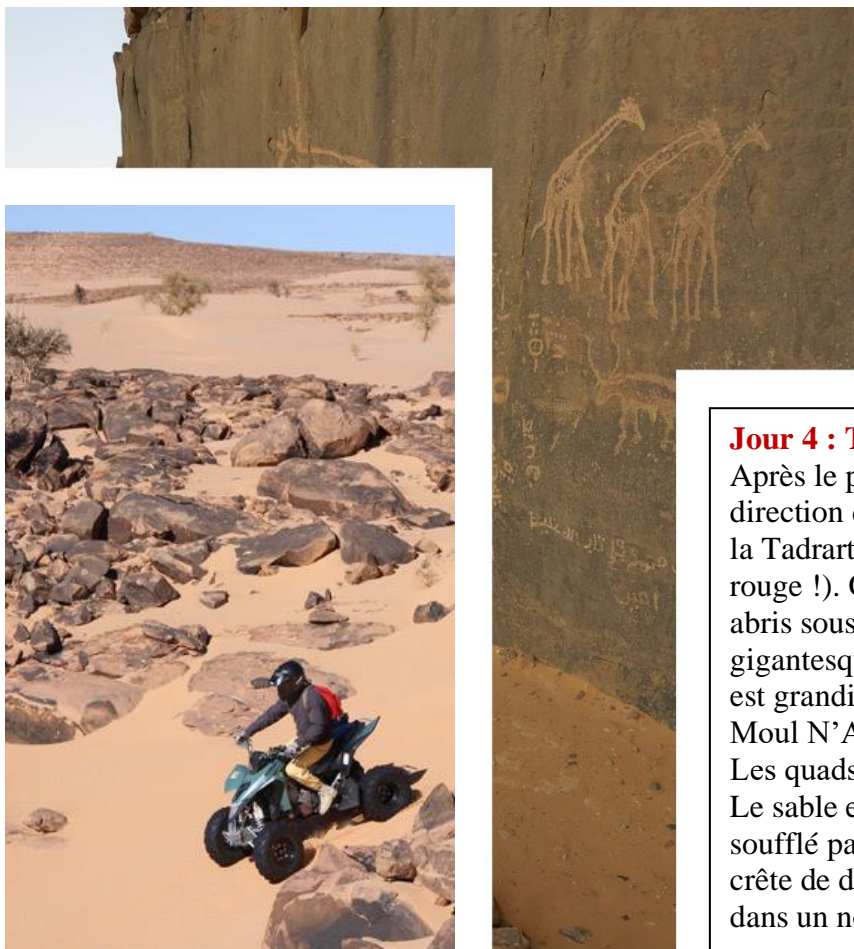 Jour 4 : T
Après le p
direction
la Tadrart
rouge !).
abris sous
gigantesq
est grandi
Moul N'A
Les quads
Le sable e
soufflé pa
crête de d
dans un n